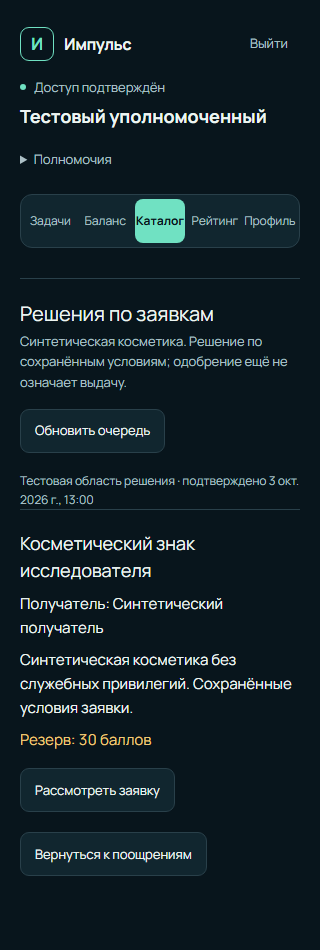 И Импульс Выйти
Доступ подтверждён
Тестовый уполномоченный
Полномочия
Задачи Баланс Каталог Рейтинг Профиль
Решения по заявкам
Синтетическая косметика. Решение по
сохранённым условиям; одобрение ещё не
означает выдачу.
Обновить очередь
Тестовая область решения · подтверждено 3 окт.
2026 г., 13:00
Косметический знак
исследователя
Получатель: Синтетический
получатель
Синтетическая косметика без
служебных привилегий. Сохранённые
условия заявки.
Резерв: 30 баллов
Рассмотреть заявку
Вернуться к поощрениям